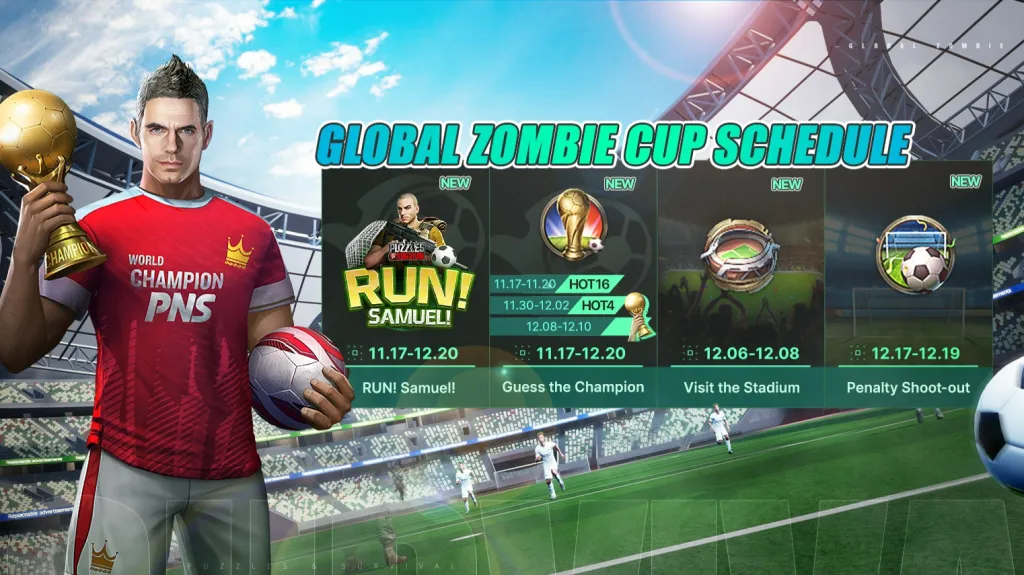 GLOBAL ZOMBIE
GLOBAL ZOMBIE CUP SCHEDULE
NEW
PUZZLES
RUN!
SAMUEL!
11.17-12.20
RUN! Samuel!
NEW
11.17-11.20 HOT16
11.30-12.02 HOT4
12.08-12.10
11.17-12.20
Guess the Champion
NEW
12.06-12.08
Visit the Stadium
NEW
12.17-12.19
Penalty Shoot-out
CHAMPION
WORLD
CHAMPION
PNS
PUZZLES & SURVIVAL